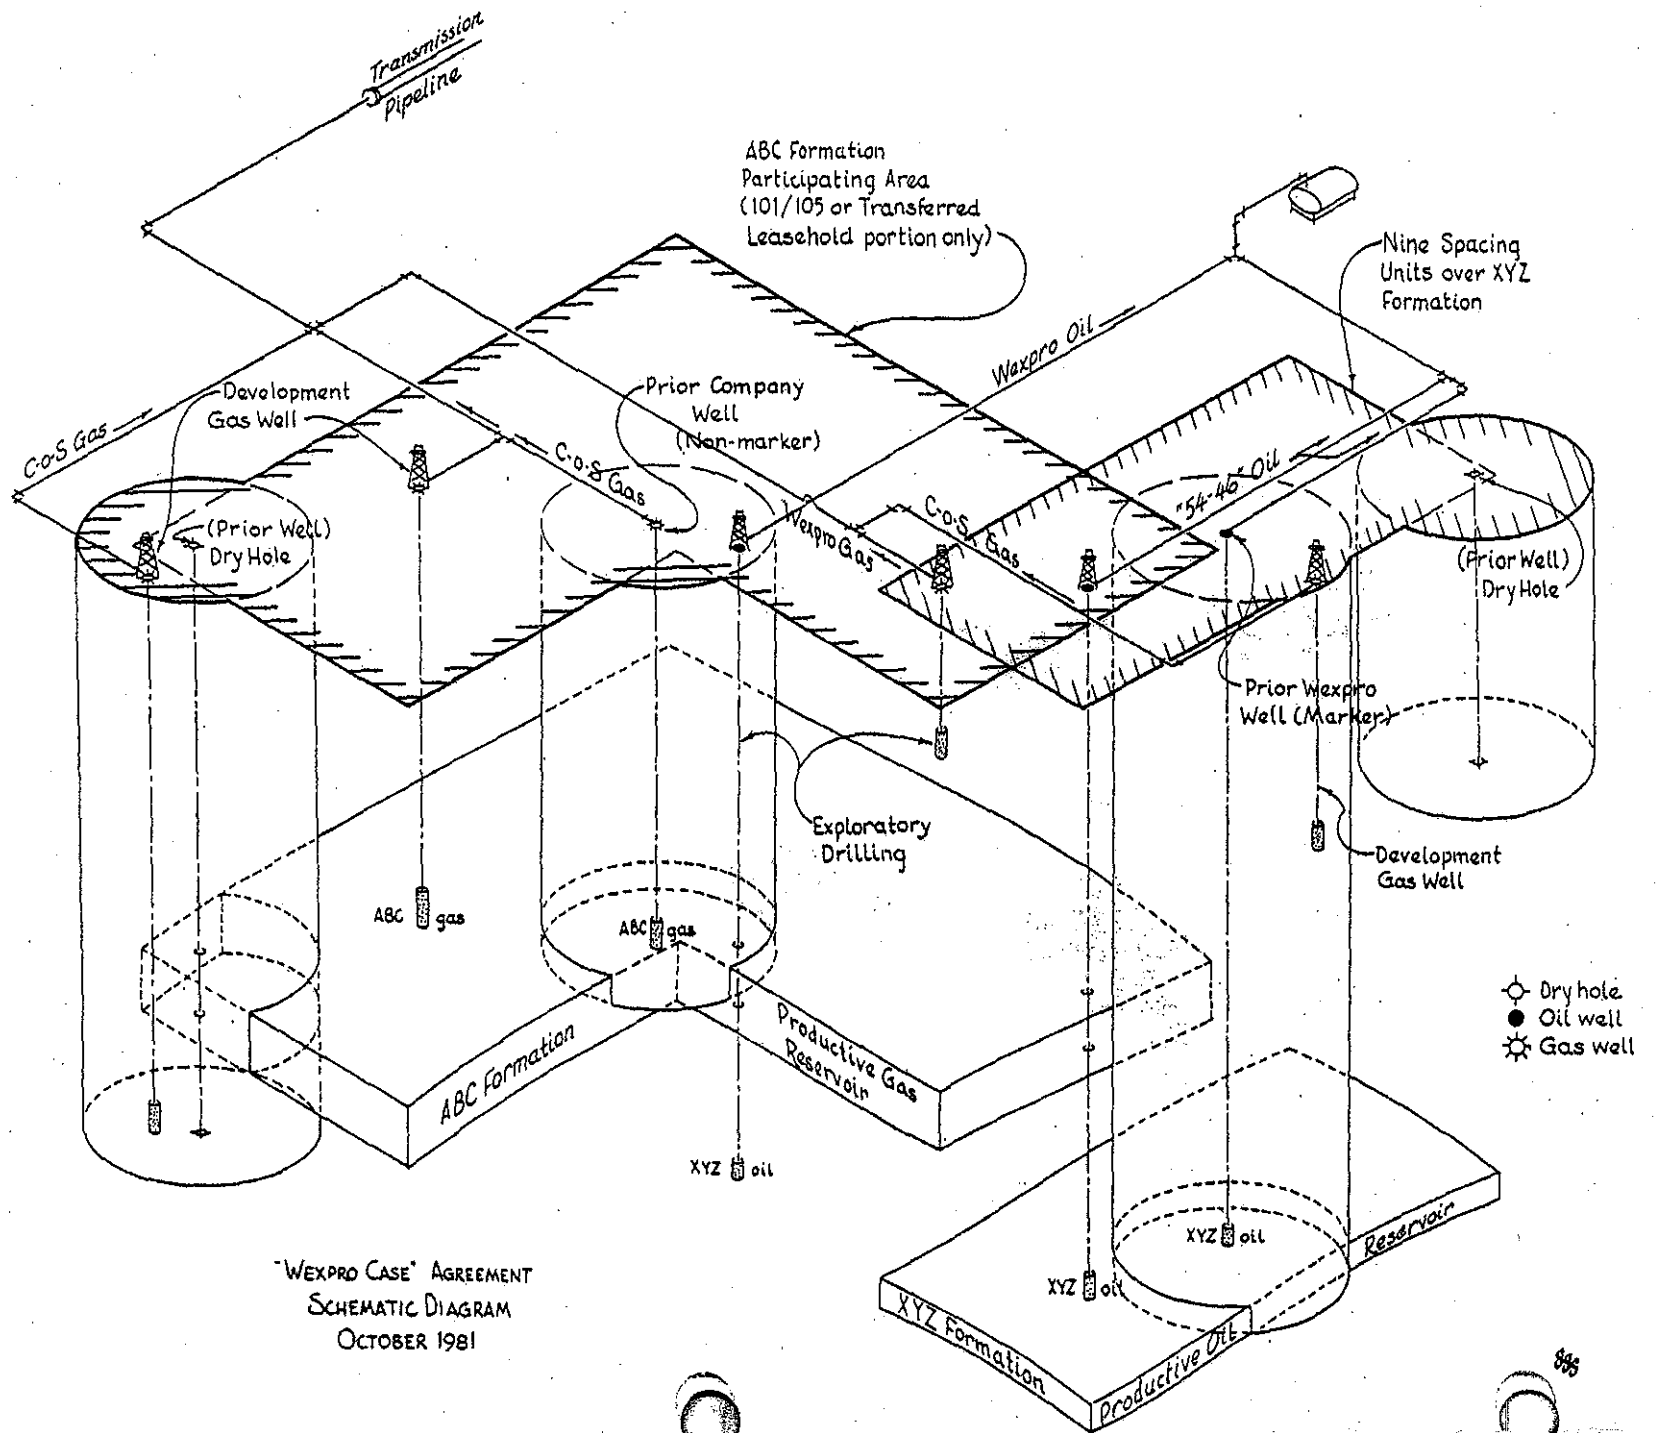 Transmission
Pipeline
ABC Formation
Participating Area
(101/105 or Transferred
Leasehold portion only)
Nine Spacing
Units over XYZ
Formation
Wexpro Oil
Development
Gas Well
Prior Company
Well
(Non-marker)
C-o-S Gas
C-o-S Gas
"54-46" Oil
C-o-S Gas
Wexpro Gas
(Prior Well)
Dry Hole
(Prior Well)
Dry Hole
Prior Wexpro
Well (Marker)
Exploratory
Drilling
Development
Gas Well
ABC gas
ABC gas
Dry hole
Oil well
Gas well
ABC Formation
Productive Gas
Reservoir
XYZ oil
XYZ oil
XYZ oil
Reservoir
XYZ Formation
Productive Oil
"WEXPRO CASE" AGREEMENT
SCHEMATIC DIAGRAM
OCTOBER 1981